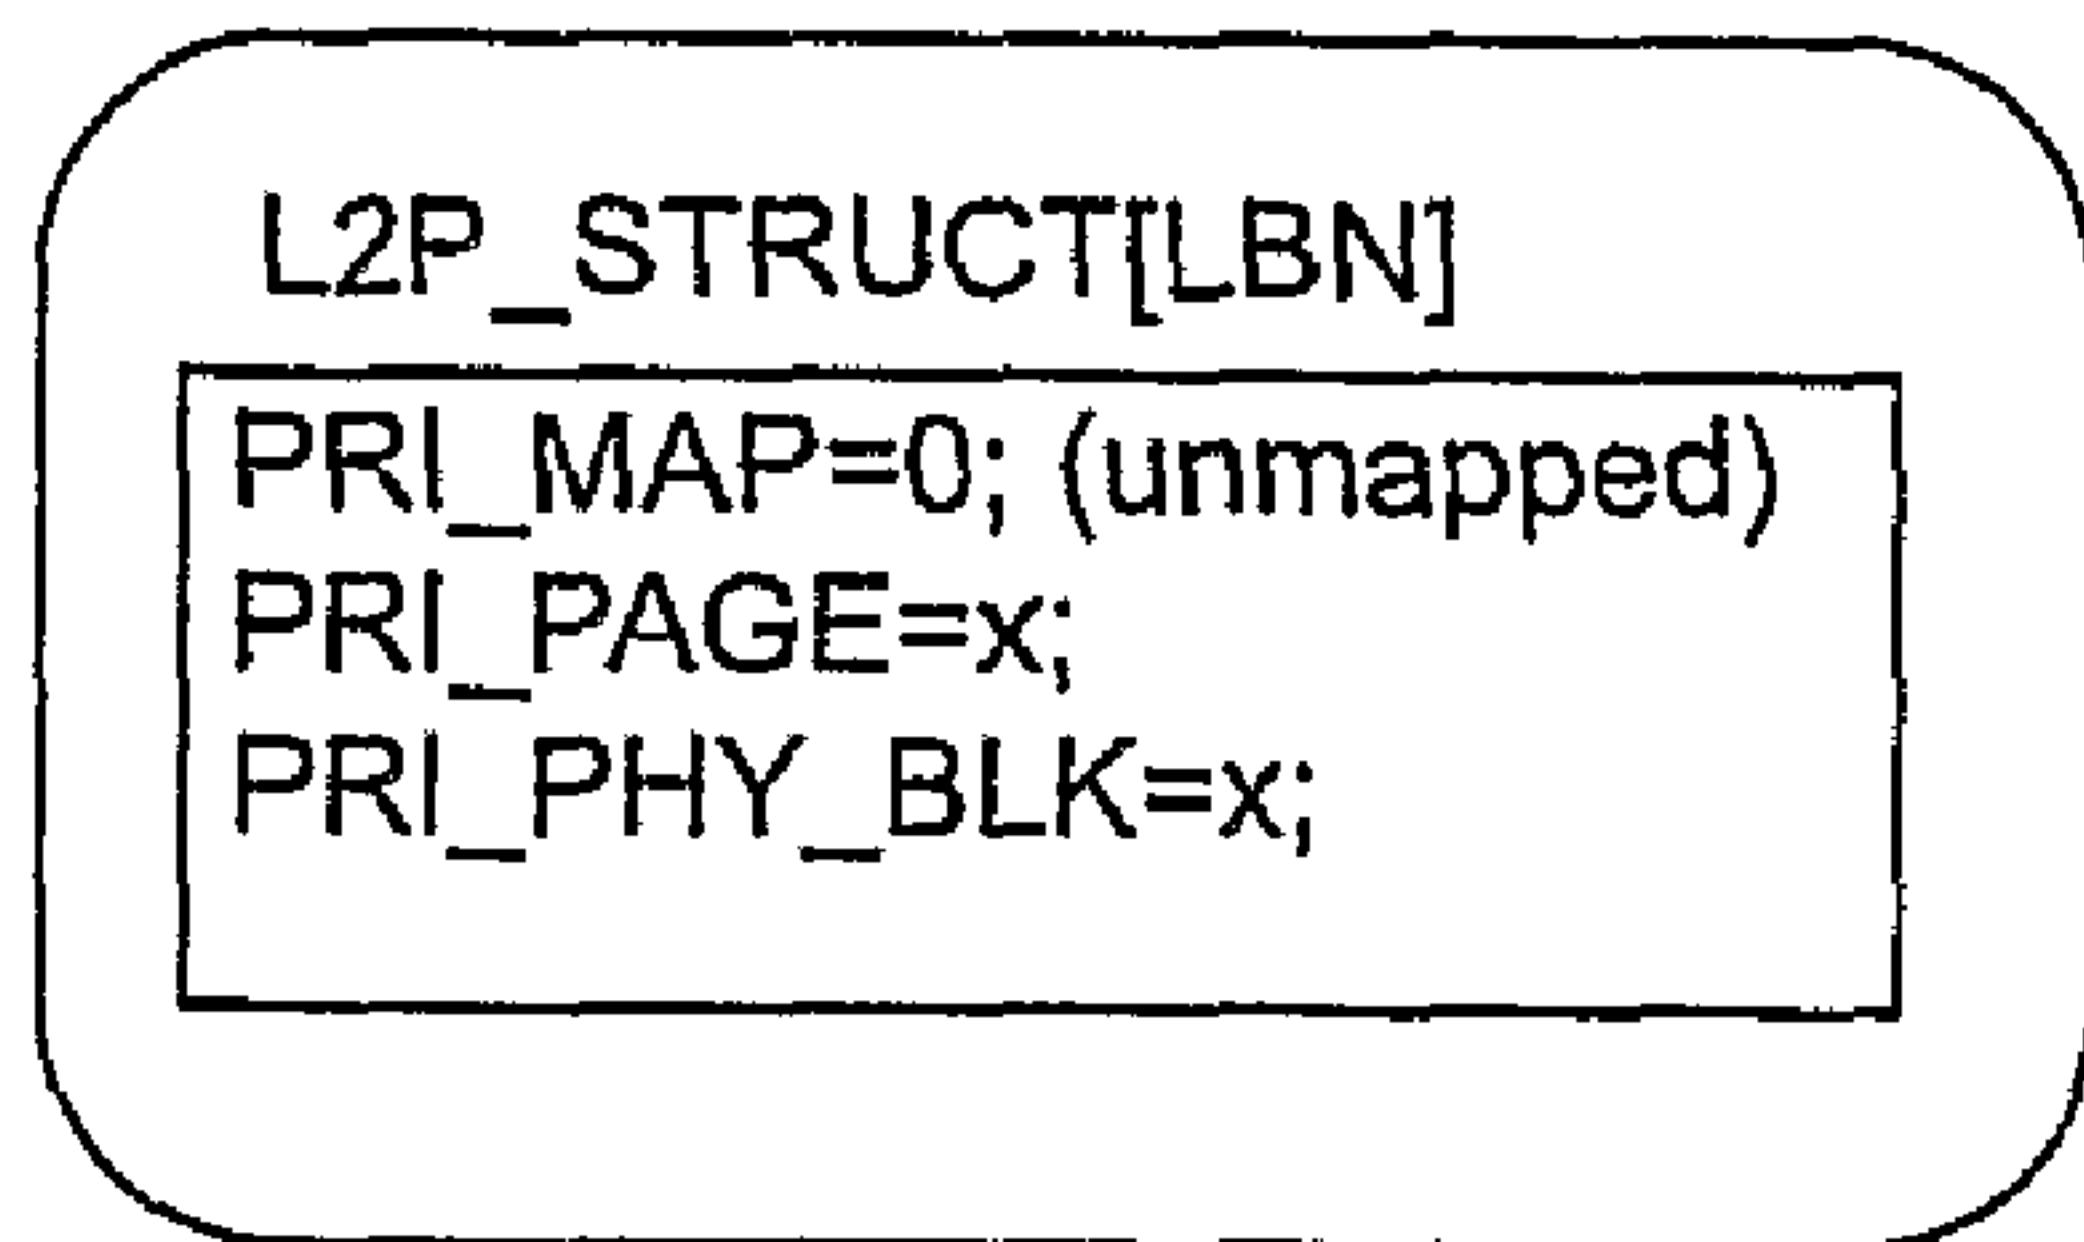 L2P_STRUCT[LBN]
PRI_MAP=0; (unmapped)
PRI_PAGE=x;
PRI_PHY_BLK=x;